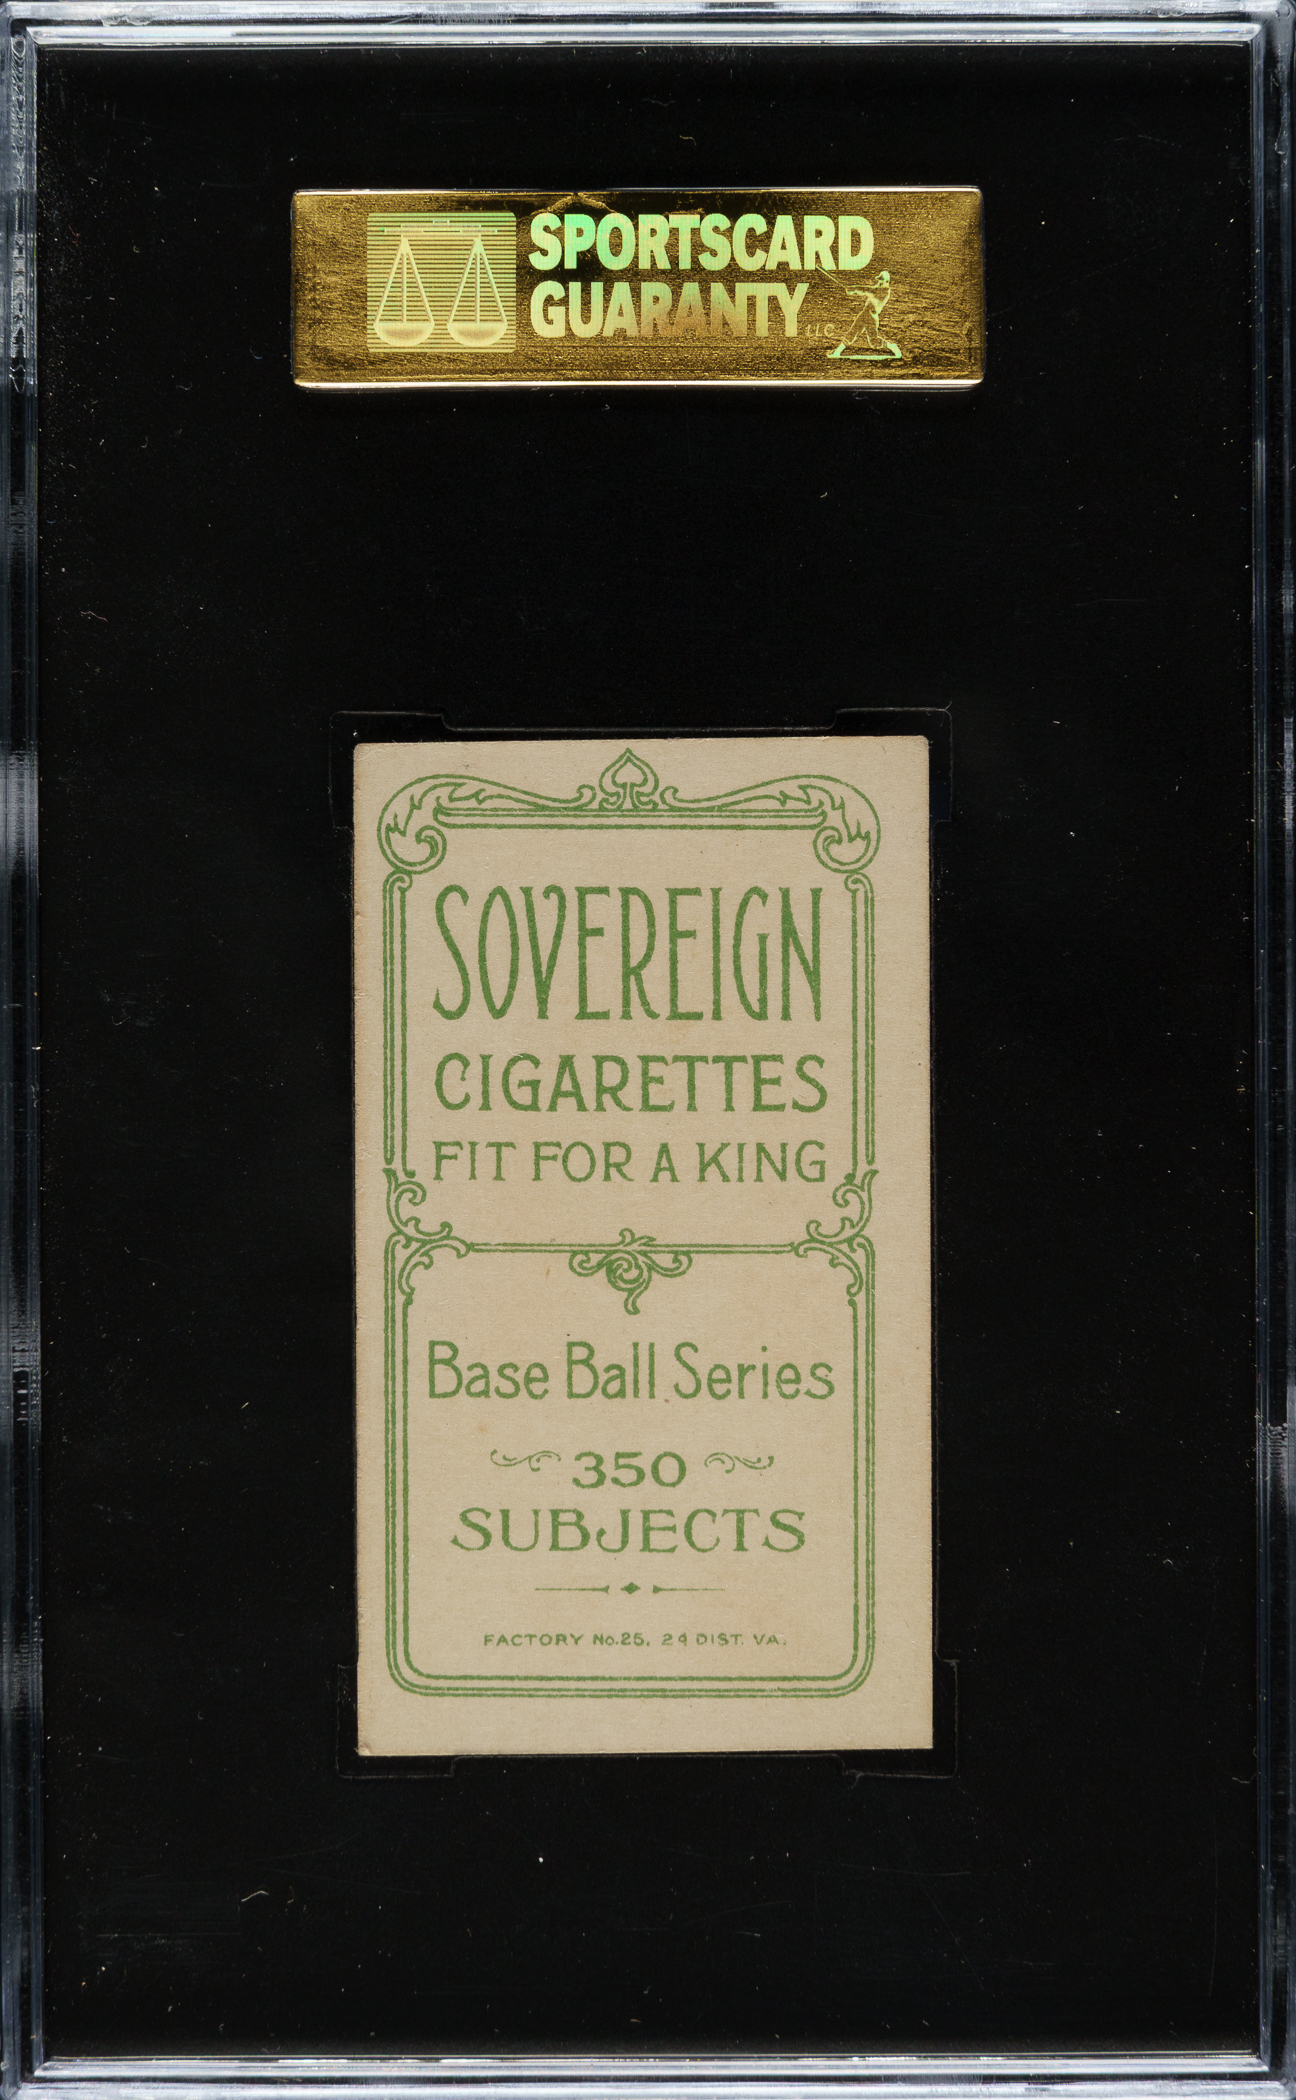 SPORTSCARD
GUARANTY LLC
SOVEREIGN
CIGARETTES
FIT FOR A KING
Base Ball Series
350
SUBJECTS
FACTORY No. 25, 2d DIST. VA.